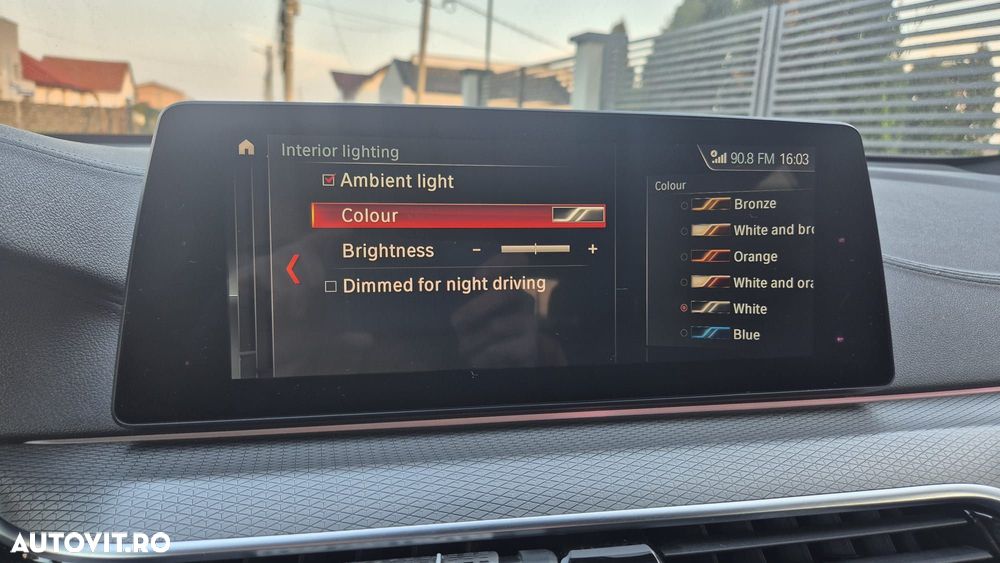 Interior lighting
Ambient light
Colour
Brightness - +
Dimmed for night driving
90.8 FM 16:03
Colour
Bronze
White and bro
Orange
White and ora
White
Blue
AUTOVIT.RO